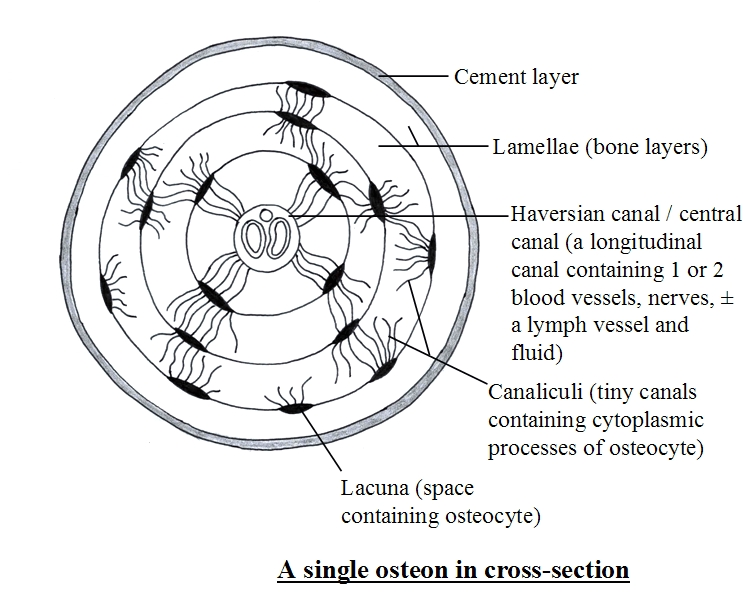 Cement layer
Lamellae (bone layers)
Haversian canal / central
canal (a longitudinal
canal containing 1 or 2
blood vessels, nerves, ±
a lymph vessel and
fluid)
Canaliculi (tiny canals
containing cytoplasmic
processes of osteocyte)
Lacuna (space
containing osteocyte)
A single osteon in cross-section